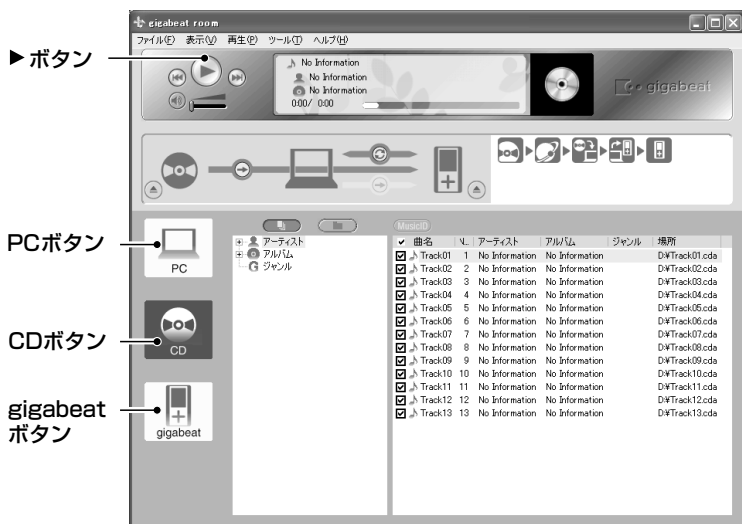 gigabeat room
ファイル(F) 表示(V) 再生(P) ツール(T) ヘルプ(H)
▶ボタン
No Information
No Information
No Information
0:00/ 0:00
gigabeat
PCボタン
PC
CDボタン
CD
gigabeat
ボタン
gigabeat
アーティスト
アルバム
ジャンル
MusicID
曲名 \.. アーティスト アルバム ジャンル 場所
Track01 1 No Information No Information D:¥Track01.cda
Track02 2 No Information No Information D:¥Track02.cda
Track03 3 No Information No Information D:¥Track03.cda
Track04 4 No Information No Information D:¥Track04.cda
Track05 5 No Information No Information D:¥Track05.cda
Track06 6 No Information No Information D:¥Track06.cda
Track07 7 No Information No Information D:¥Track07.cda
Track08 8 No Information No Information D:¥Track08.cda
Track09 9 No Information No Information D:¥Track09.cda
Track10 10 No Information No Information D:¥Track10.cda
Track11 11 No Information No Information D:¥Track11.cda
Track12 12 No Information No Information D:¥Track12.cda
Track13 13 No Information No Information D:¥Track13.cda